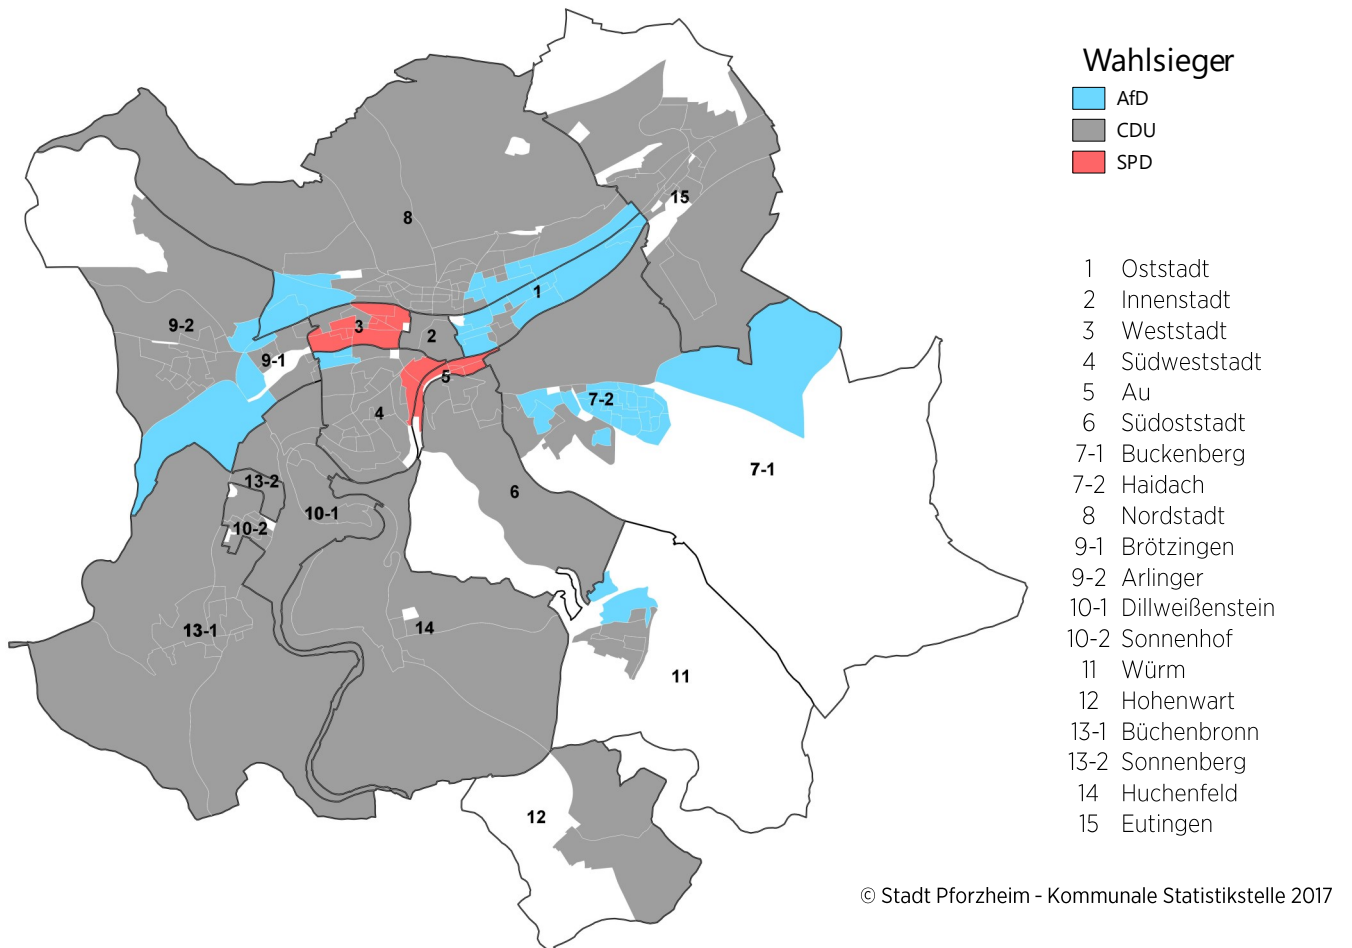 Wahlsieger
AfD
CDU
SPD
15
8
1
9-2
3
2
9-1
5
7-2
4
7-1
13-2
6
10-1
10-2
13-1
14
11
12
1 Oststadt
2 Innenstadt
3 Weststadt
4 Südweststadt
5 Au
6 Südoststadt
7-1 Buckenberg
7-2 Haidach
8 Nordstadt
9-1 Brötzingen
9-2 Arlinger
10-1 Dillweißenstein
10-2 Sonnenhof
11 Würm
12 Hohenwart
13-1 Büchenbronn
13-2 Sonnenberg
14 Huchenfeld
15 Eutingen
© Stadt Pforzheim - Kommunale Statistikstelle 2017